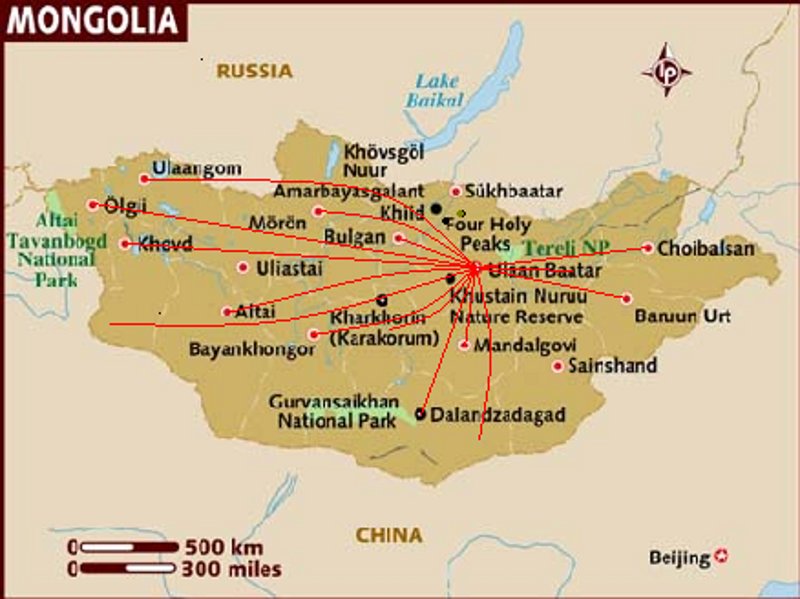 MONGOLIA
RUSSIA
Lake
Baikal
LP
Khövsgöl
Nuur
Ulaangom
Amarbayasgalant
Khiid
Sükhbaatar
Ölgii
Mörön
Four Holy
Peaks
Altai
Tavanbogd
National
Park
Khovd
Bulgan
Tereli NP
Choibalsan
Uliastai
Ulaan Baatar
Altai
Kharkhorin
(Karakorum)
Khustain Nuruu
Nature Reserve
Baruun Urt
Bayankhongor
Mandalgovi
Sainshand
Gurvansaikhan
National Park
Dalandzadagad
CHINA
0 500 km
0 300 miles
Beijing